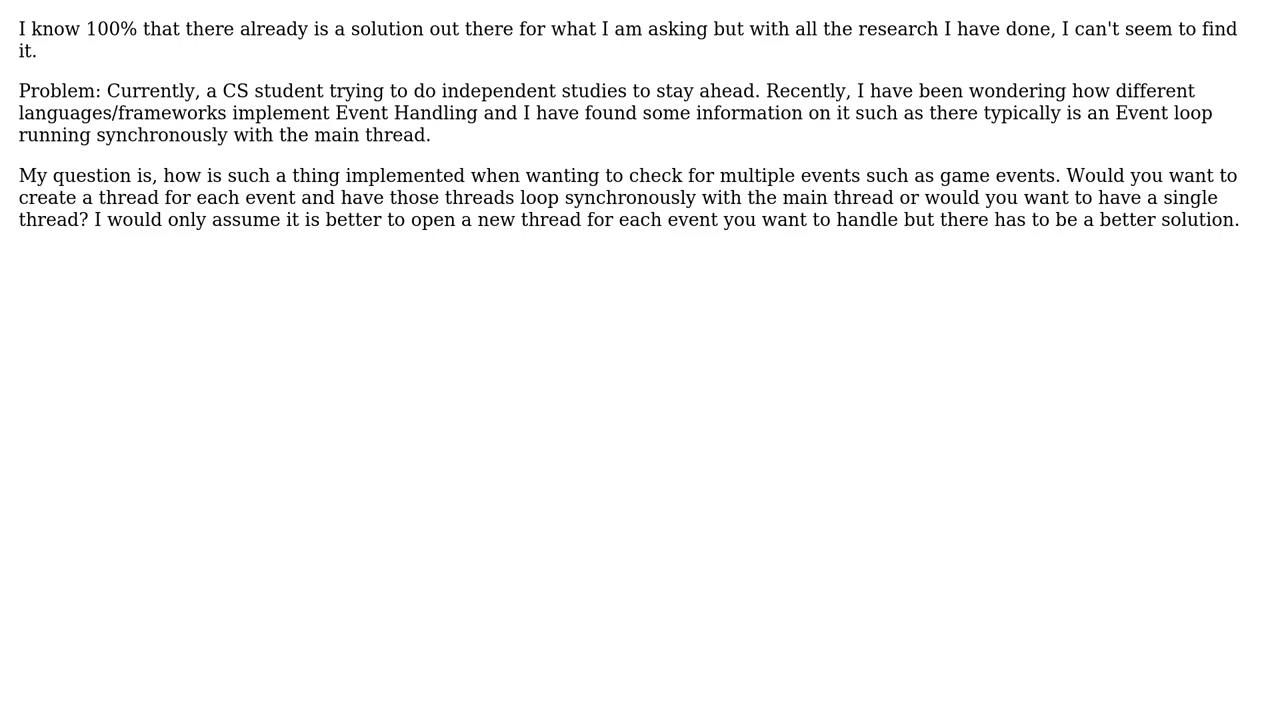 I know 100% that there already is a solution out there for what I am asking but with all the research I have done, I can't seem to find
it.
Problem: Currently, a CS student trying to do independent studies to stay ahead. Recently, I have been wondering how different
languages/frameworks implement Event Handling and I have found some information on it such as there typically is an Event loop
running synchronously with the main thread.
My question is, how is such a thing implemented when wanting to check for multiple events such as game events. Would you want to
create a thread for each event and have those threads loop synchronously with the main thread or would you want to have a single
thread? I would only assume it is better to open a new thread for each event you want to handle but there has to be a better solution.